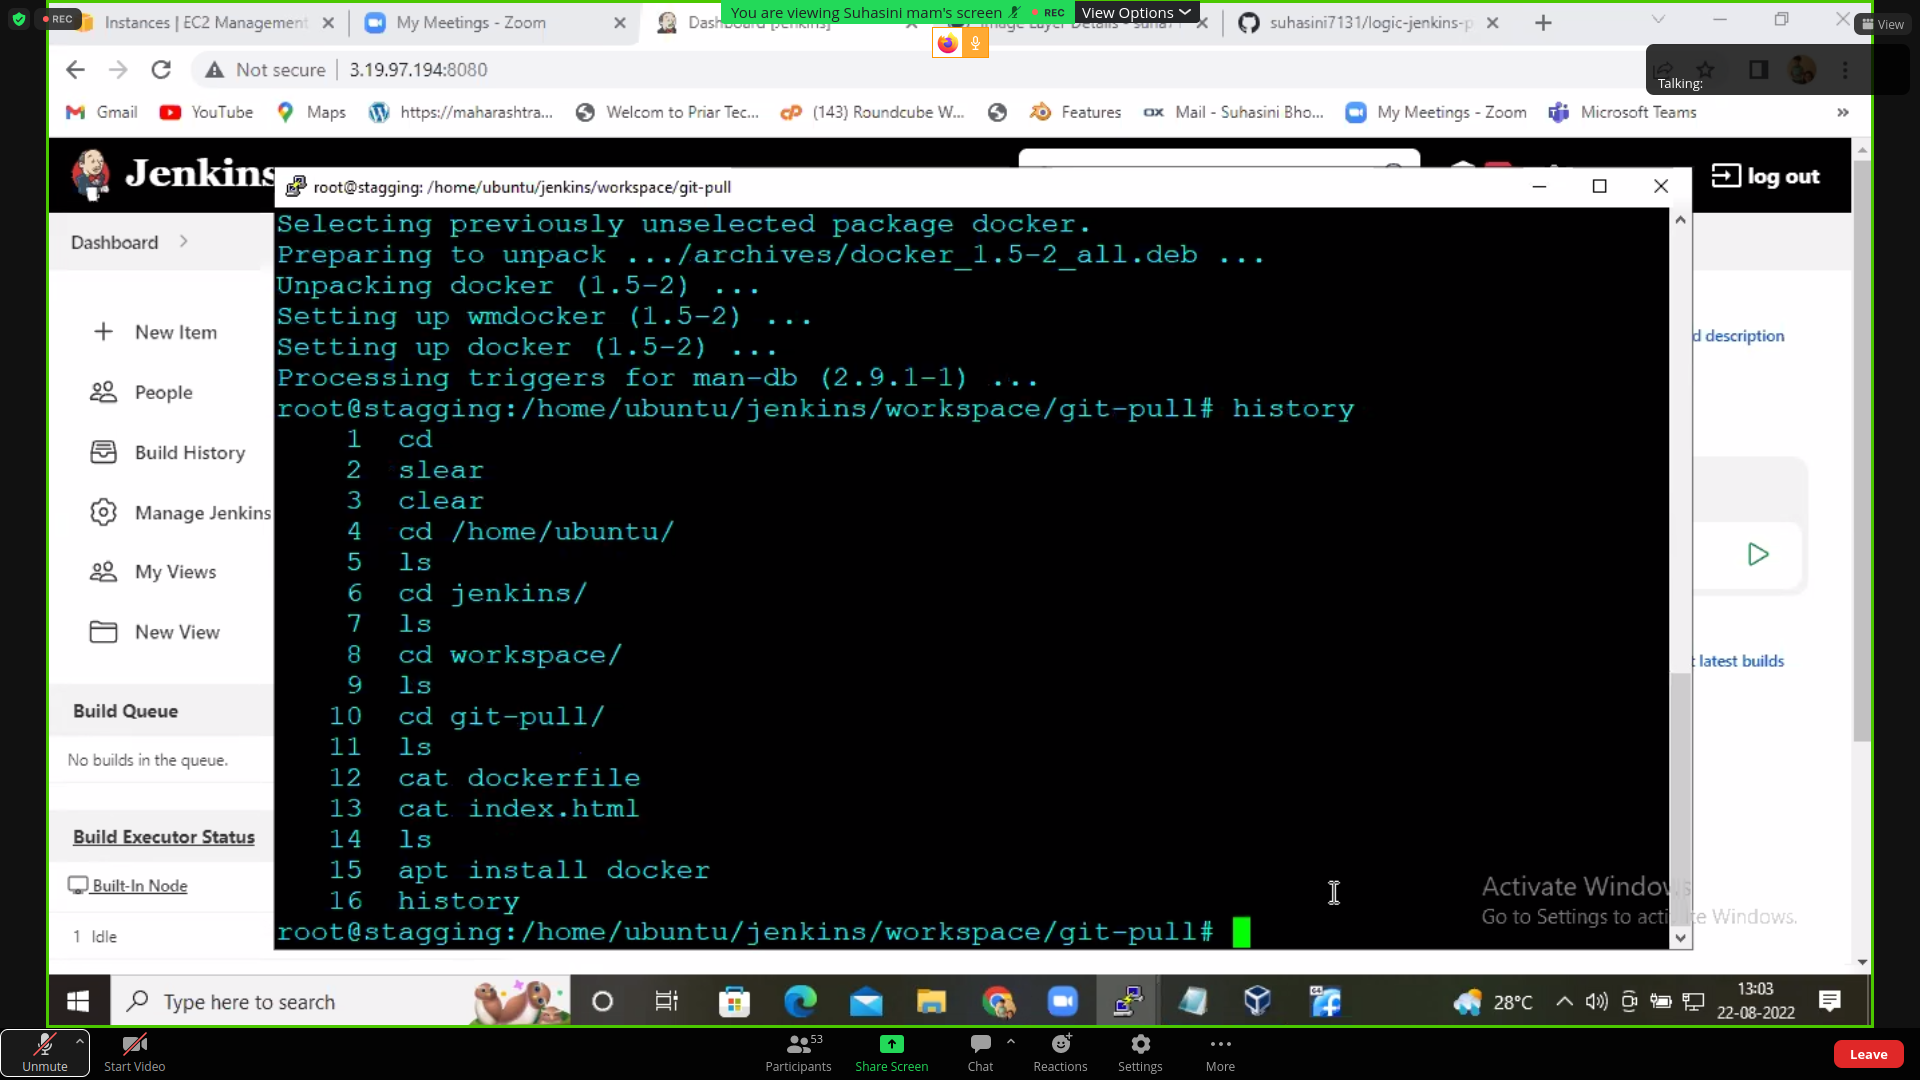 REC
Instances | EC2 Management
My Meetings - Zoom
Dashboard [Jenkins]
You are viewing Suhasini mam's screen
REC
View Options
suhasini7131/logic-jenkins-p
View
Not secure
3.19.97.194:8080
Talking:
Gmail
YouTube
Maps
https://maharashtra...
Welcom to Priar Tec...
(143) Roundcube W...
Features
Mail - Suhasini Bho...
My Meetings - Zoom
Microsoft Teams
Jenkins
log out
root@stagging: /home/ubuntu/jenkins/workspace/git-pull
Dashboard
New Item
People
Build History
Manage Jenkins
My Views
New View
Build Queue
No builds in the queue.
Build Executor Status
Built-In Node
1 Idle
Selecting previously unselected package docker.
Preparing to unpack .../archives/docker_1.5-2_all.deb ...
Unpacking docker (1.5-2) ...
Setting up wmdocker (1.5-2) ...
Setting up docker (1.5-2) ...
Processing triggers for man-db (2.9.1-1) ...
root@stagging:/home/ubuntu/jenkins/workspace/git-pull# history
1 cd
2 slear
3 clear
4 cd /home/ubuntu/
5 ls
6 cd jenkins/
7 ls
8 cd workspace/
9 ls
10 cd git-pull/
11 ls
12 cat dockerfile
13 cat index.html
14 ls
15 apt install docker
16 history
root@stagging:/home/ubuntu/jenkins/workspace/git-pull#
d description
latest builds
Activate Windows
Go to Settings to activate Windows.
Type here to search
28°C
13:03
22-08-2022
Unmute
Start Video
53
Participants
Share Screen
Chat
Reactions
Settings
More
Leave